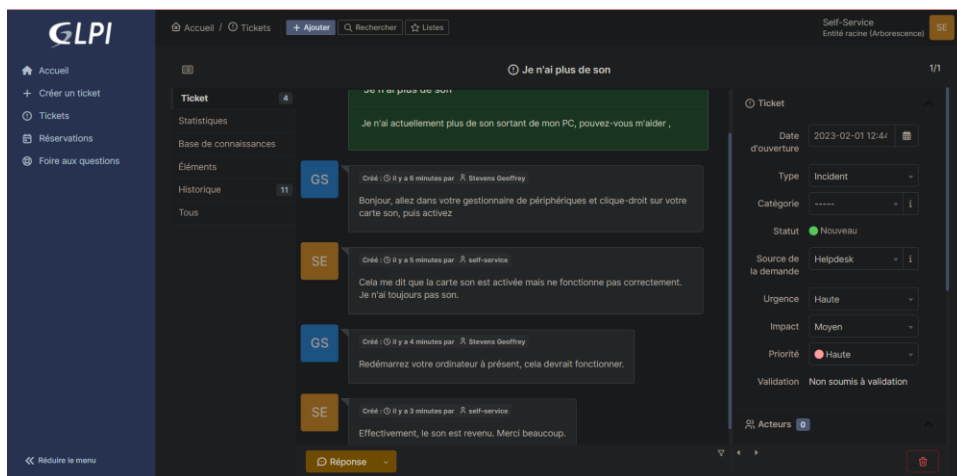 GLPI
Accueil / Tickets + Ajouter Rechercher Listes
Self-Service
Entité racine (Arborescence)
SE
Accueil
+ Créer un ticket
Tickets
Réservations
Foire aux questions
Réduire le menu
Je n'ai plus de son
1/1
Ticket 4
Statistiques
Base de connaissances
Éléments
Historique 11
Tous
Je n'ai plus de son
Je n'ai actuellement plus de son sortant de mon PC, pouvez-vous m'aider ,
GS
Créé : il y a 6 minutes par Stevens Geoffrey
Bonjour, allez dans votre gestionnaire de périphériques et clique-droit sur votre
carte son, puis activez
SE
Créé : il y a 5 minutes par self-service
Cela me dit que la carte son est activée mais ne fonctionne pas correctement.
Je n'ai toujours pas son.
GS
Créé : il y a 4 minutes par Stevens Geoffrey
Redémarrez votre ordinateur à présent, cela devrait fonctionner.
SE
Créé : il y a 3 minutes par self-service
Effectivement, le son est revenu. Merci beaucoup.
Réponse
Ticket
Date
d'ouverture
2023-02-01 12:44
Type Incident
Catégorie ----- i
Statut Nouveau
Source de
la demande
Helpdesk i
Urgence Haute
Impact Moyen
Priorité Haute
Validation Non soumis à validation
Acteurs 0